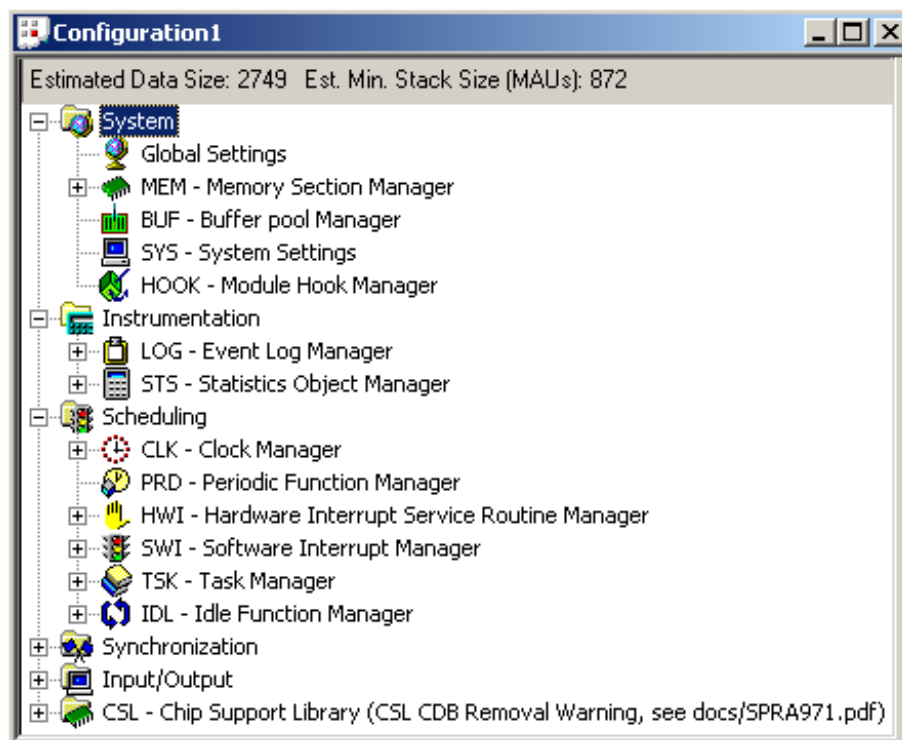 Configuration1
Estimated Data Size: 2749 Est. Min. Stack Size (MAUs): 872
System
Global Settings
MEM - Memory Section Manager
BUF - Buffer pool Manager
SYS - System Settings
HOOK - Module Hook Manager
Instrumentation
LOG - Event Log Manager
STS - Statistics Object Manager
Scheduling
CLK - Clock Manager
PRD - Periodic Function Manager
HWI - Hardware Interrupt Service Routine Manager
SWI - Software Interrupt Manager
TSK - Task Manager
IDL - Idle Function Manager
Synchronization
Input/Output
CSL - Chip Support Library (CSL CDB Removal Warning, see docs/SPRA971.pdf)